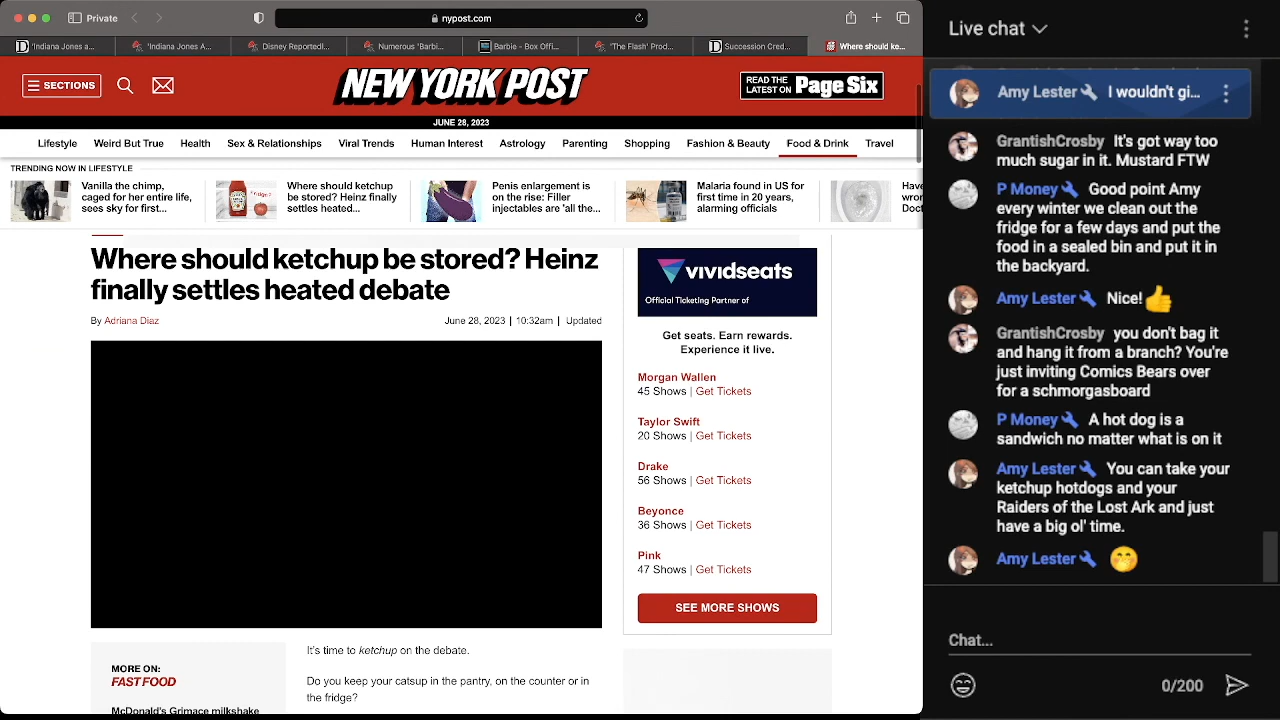 Private
nypost.com
'Indiana Jones a...
'Indiana Jones A...
Disney Reportedl...
Numerous 'Barbi...
Barbie - Box Offi...
'The Flash' Prod...
Succession Cred...
Where should ke...
SECTIONS
NEW YORK POST
READ THE
LATEST ON
Page Six
JUNE 28, 2023
Lifestyle
Weird But True
Health
Sex & Relationships
Viral Trends
Human Interest
Astrology
Parenting
Shopping
Fashion & Beauty
Food & Drink
Travel
TRENDING NOW IN LIFESTYLE
Vanilla the chimp,
caged for her entire life,
sees sky for first...
Where should ketchup
be stored? Heinz finally
settles heated...
Penis enlargement is
on the rise: Filler
injectables are 'all the...
Malaria found in US for
first time in 20 years,
alarming officials
Where should ketchup be stored? Heinz
finally settles heated debate
By Adriana Diaz
June 28, 2023 | 10:32am | Updated
vividseats
Official Ticketing Partner of
Get seats. Earn rewards.
Experience it live.
Morgan Wallen
45 Shows | Get Tickets
Taylor Swift
20 Shows | Get Tickets
Drake
56 Shows | Get Tickets
Beyonce
36 Shows | Get Tickets
Pink
47 Shows | Get Tickets
SEE MORE SHOWS
MORE ON:
FAST FOOD
McDonald's Grimace milkshake
It's time to ketchup on the debate.
Do you keep your catsup in the pantry, on the counter or in
the fridge?
Live chat
Amy Lester I wouldn't gi...
GrantishCrosby It's got way too
much sugar in it. Mustard FTW
P Money Good point Amy
every winter we clean out the
fridge for a few days and put the
food in a sealed bin and put it in
the backyard.
Amy Lester Nice! 👍
GrantishCrosby you don't bag it
and hang it from a branch? You're
just inviting Comics Bears over
for a schmorgasboard
P Money A hot dog is a
sandwich no matter what is on it
Amy Lester You can take your
ketchup hotdogs and your
Raiders of the Lost Ark and just
have a big ol' time.
Amy Lester 🤭
Chat...
0/200